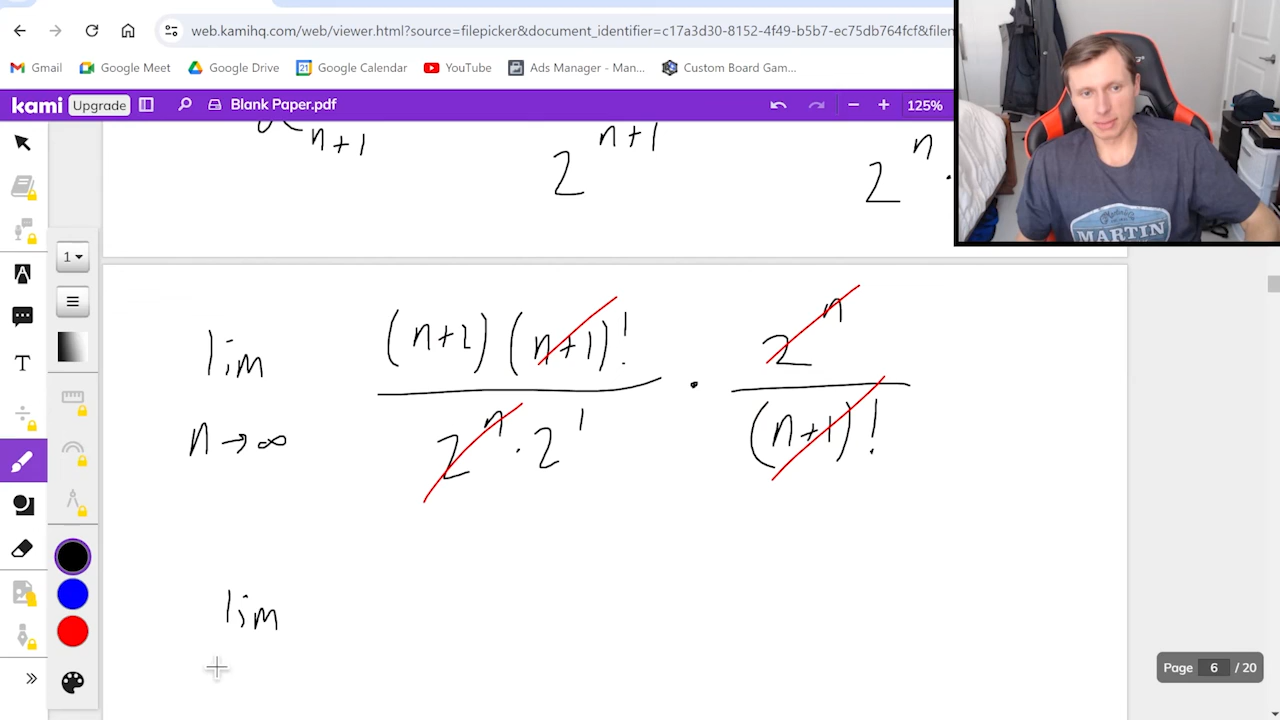 web.kamihq.com/web/viewer.html?source=filepicker&document_identifier=c17a3d30-8152-4f49-b5b7-ec75db764fcf&filen
Gmail Google Meet Google Drive 31 Google Calendar YouTube Ads Manager - Man... Custom Board Gam...
kami Upgrade Blank Paper.pdf 125%
n+1 2^{n+1} 2^n ·
1
lim n→∞ (n+2)(n+1)! / 2^n · 2^1 · 2^n / (n+1)!
lim
MARTIN
Page 6 / 20